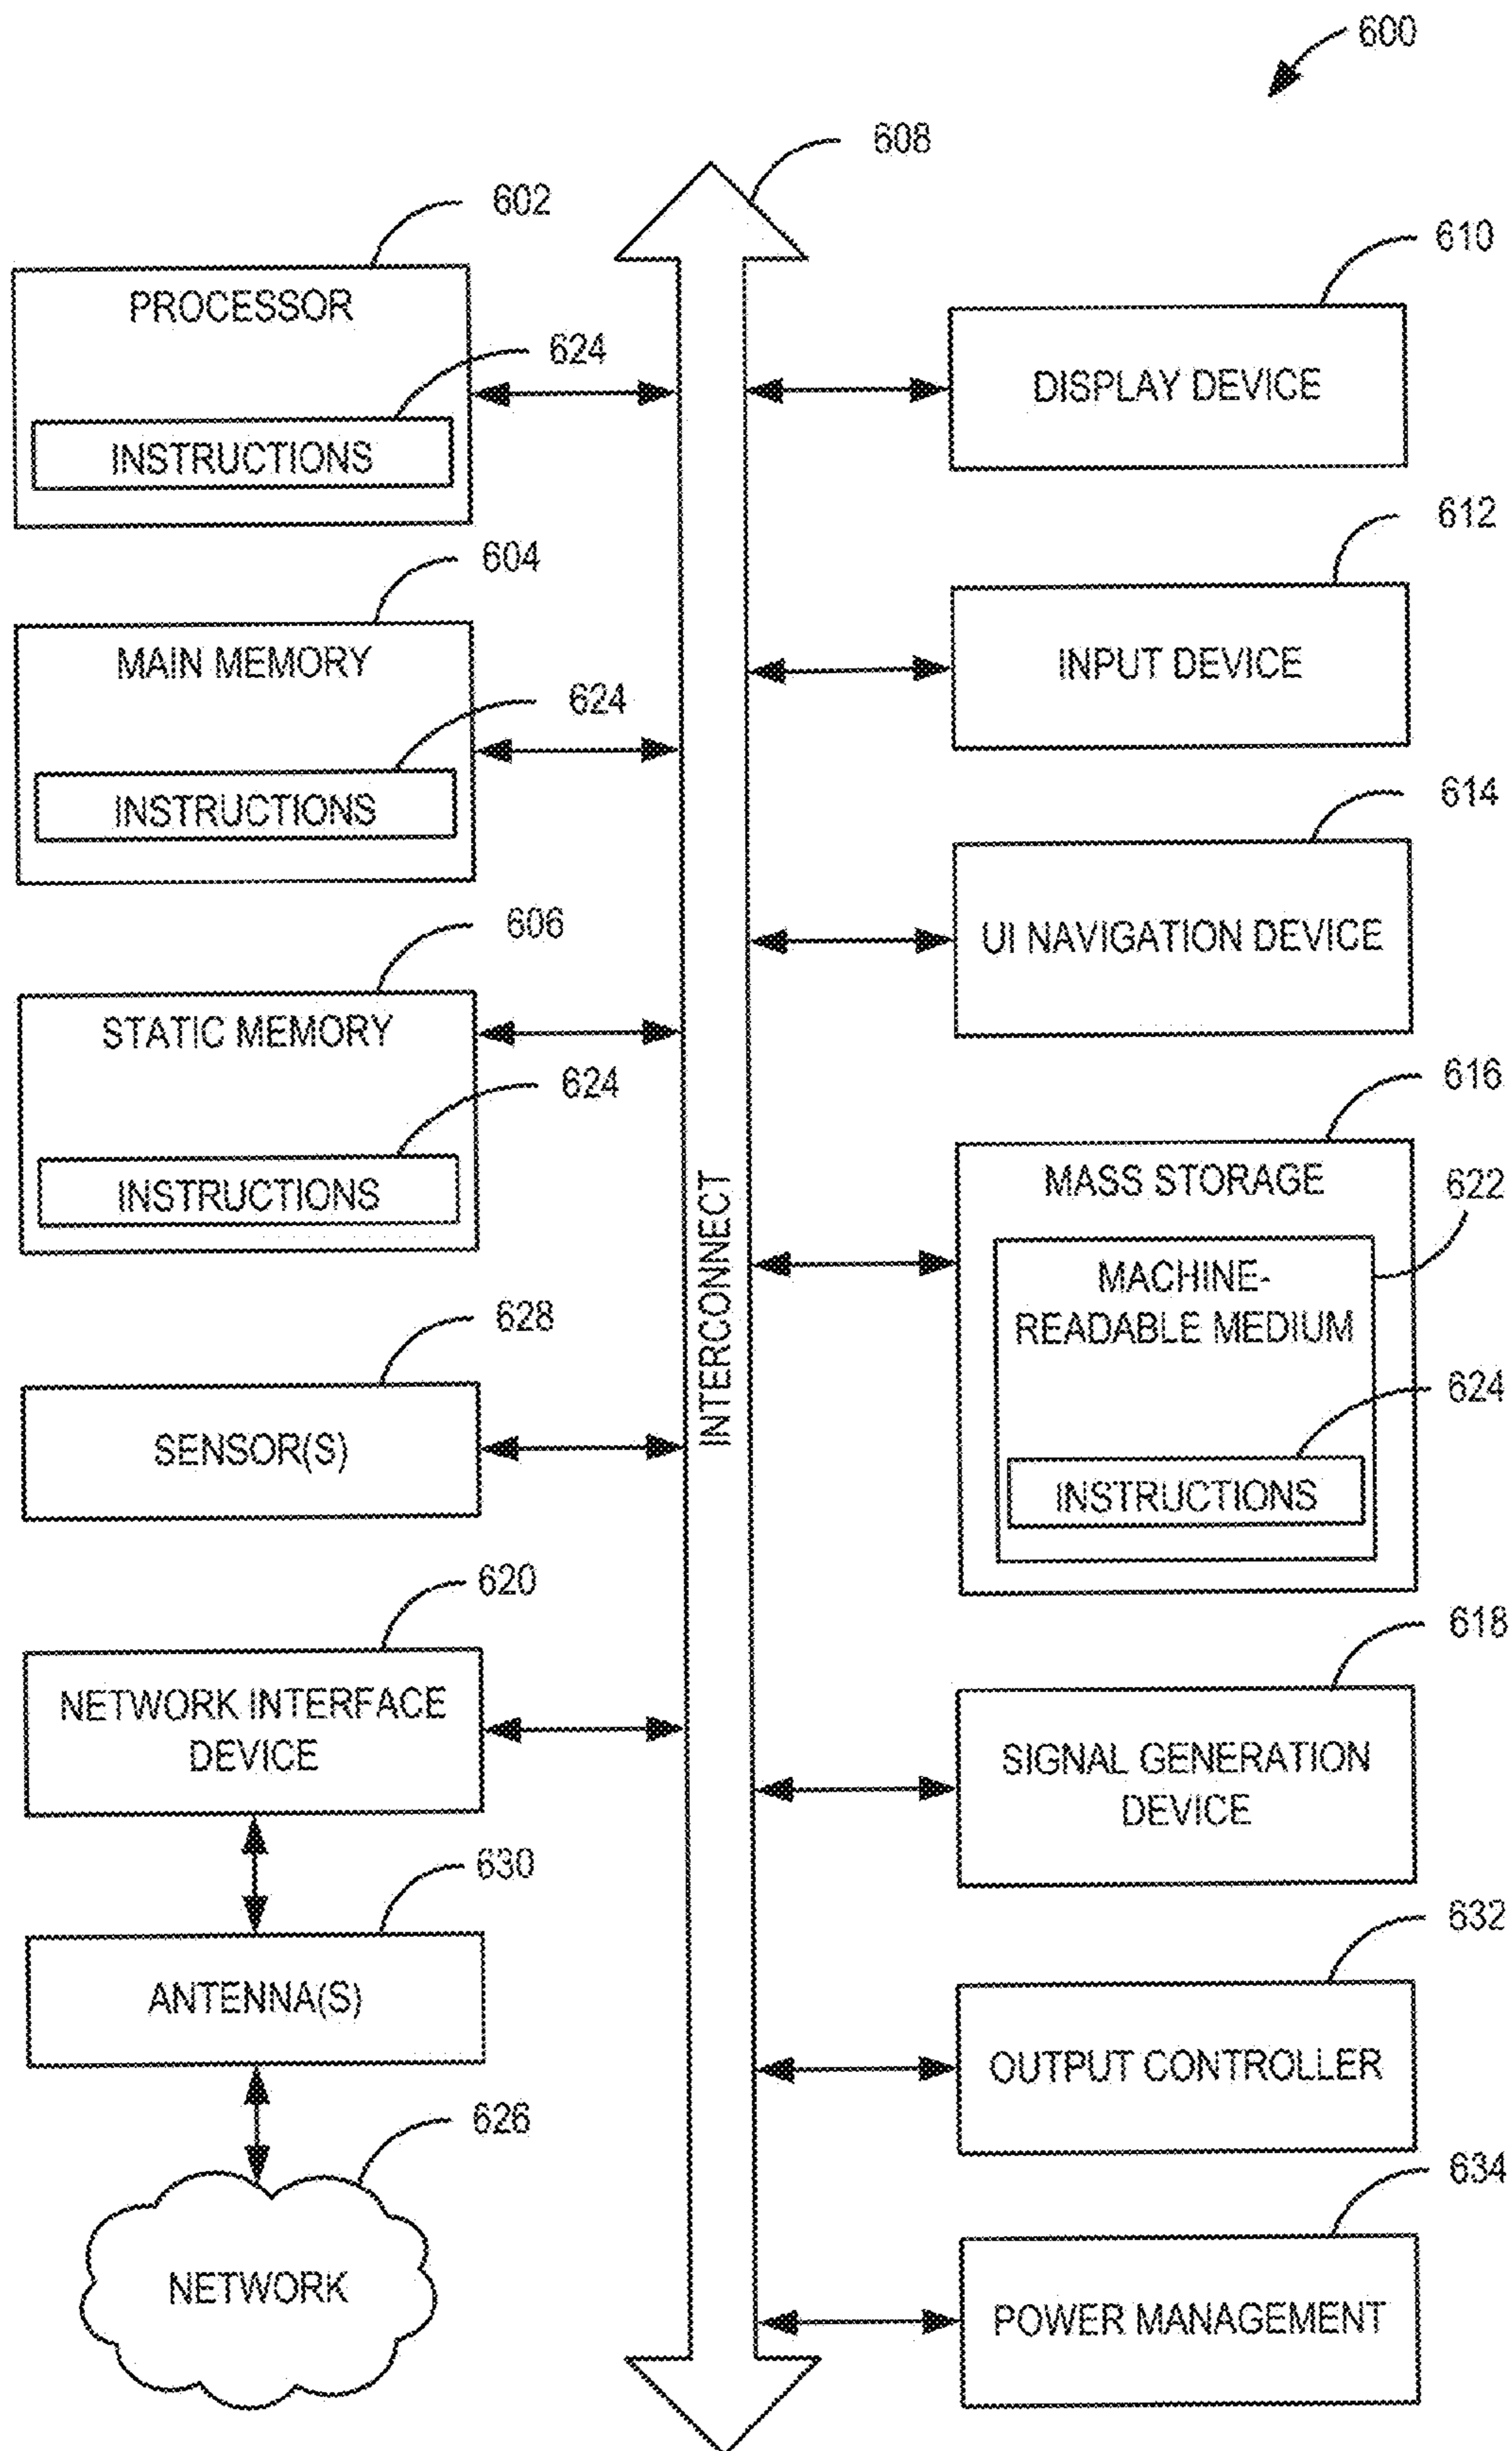 600
608
602
PROCESSOR
624
INSTRUCTIONS
604
MAIN MEMORY
624
INSTRUCTIONS
606
STATIC MEMORY
624
INSTRUCTIONS
628
SENSOR(S)
620
NETWORK INTERFACE
DEVICE
630
ANTENNA(S)
626
NETWORK
INTERCONNECT
610
DISPLAY DEVICE
612
INPUT DEVICE
614
UI NAVIGATION DEVICE
616
MASS STORAGE
622
MACHINE-
READABLE MEDIUM
624
INSTRUCTIONS
618
SIGNAL GENERATION
DEVICE
632
OUTPUT CONTROLLER
634
POWER MANAGEMENT